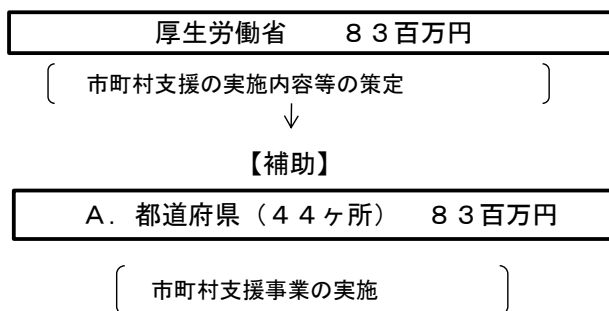 厚生労働省　　８３百万円
市町村支援の実施内容等の策定
【補助】
Ａ．都道府県（４４ヶ所）　８３百万円
市町村支援事業の実施